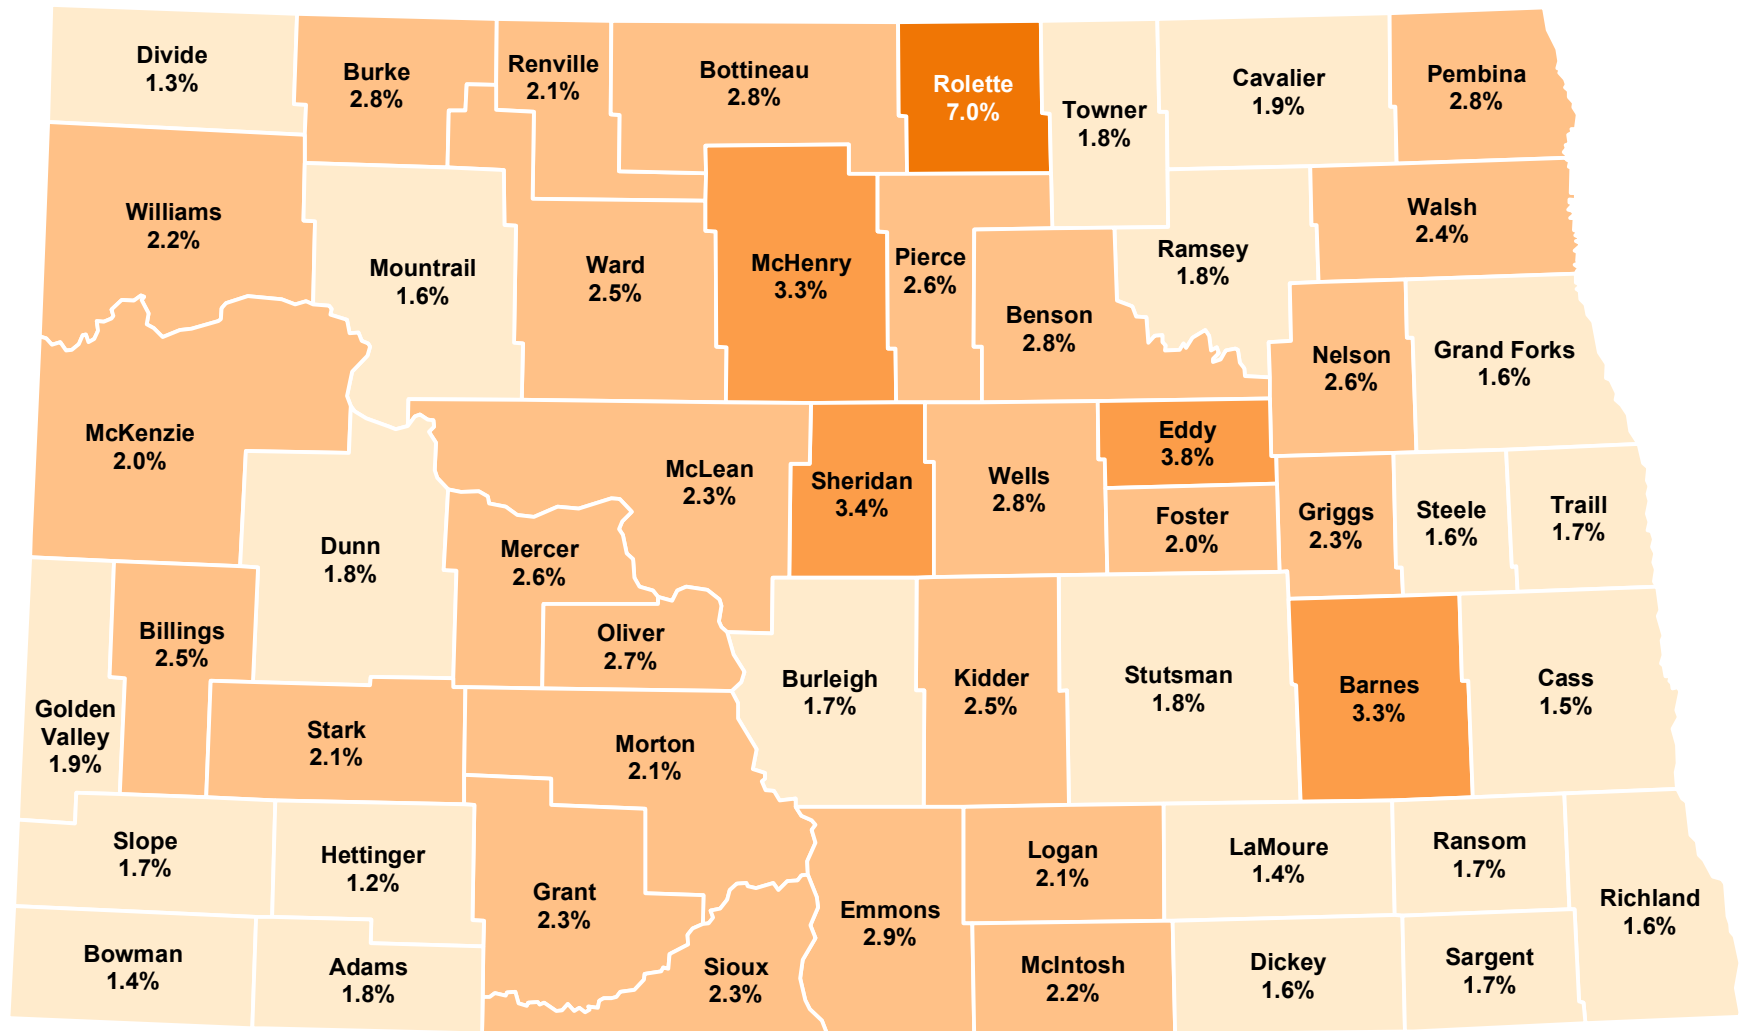 Divide
1.3%
Burke
2.8%
Renville
2.1%
Bottineau
2.8%
Rolette
7.0%
Towner
1.8%
Cavalier
1.9%
Pembina
2.8%
Williams
2.2%
Mountrail
1.6%
Ward
2.5%
McHenry
3.3%
Pierce
2.6%
Benson
2.8%
Ramsey
1.8%
Walsh
2.4%
Nelson
2.6%
Grand Forks
1.6%
McKenzie
2.0%
Dunn
1.8%
McLean
2.3%
Mercer
2.6%
Oliver
2.7%
Sheridan
3.4%
Wells
2.8%
Eddy
3.8%
Foster
2.0%
Griggs
2.3%
Steele
1.6%
Traill
1.7%
Golden
Valley
1.9%
Billings
2.5%
Stark
2.1%
Morton
2.1%
Burleigh
1.7%
Kidder
2.5%
Stutsman
1.8%
Barnes
3.3%
Cass
1.5%
Slope
1.7%
Hettinger
1.2%
Grant
2.3%
Bowman
1.4%
Adams
1.8%
Sioux
2.3%
Emmons
2.9%
Logan
2.1%
McIntosh
2.2%
LaMoure
1.4%
Dickey
1.6%
Ransom
1.7%
Sargent
1.7%
Richland
1.6%